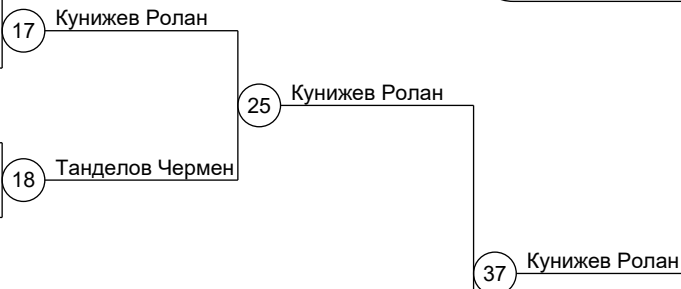 17 Кунижев Ролан
25 Кунижев Ролан
18 Танделов Чермен
37 Кунижев Ролан